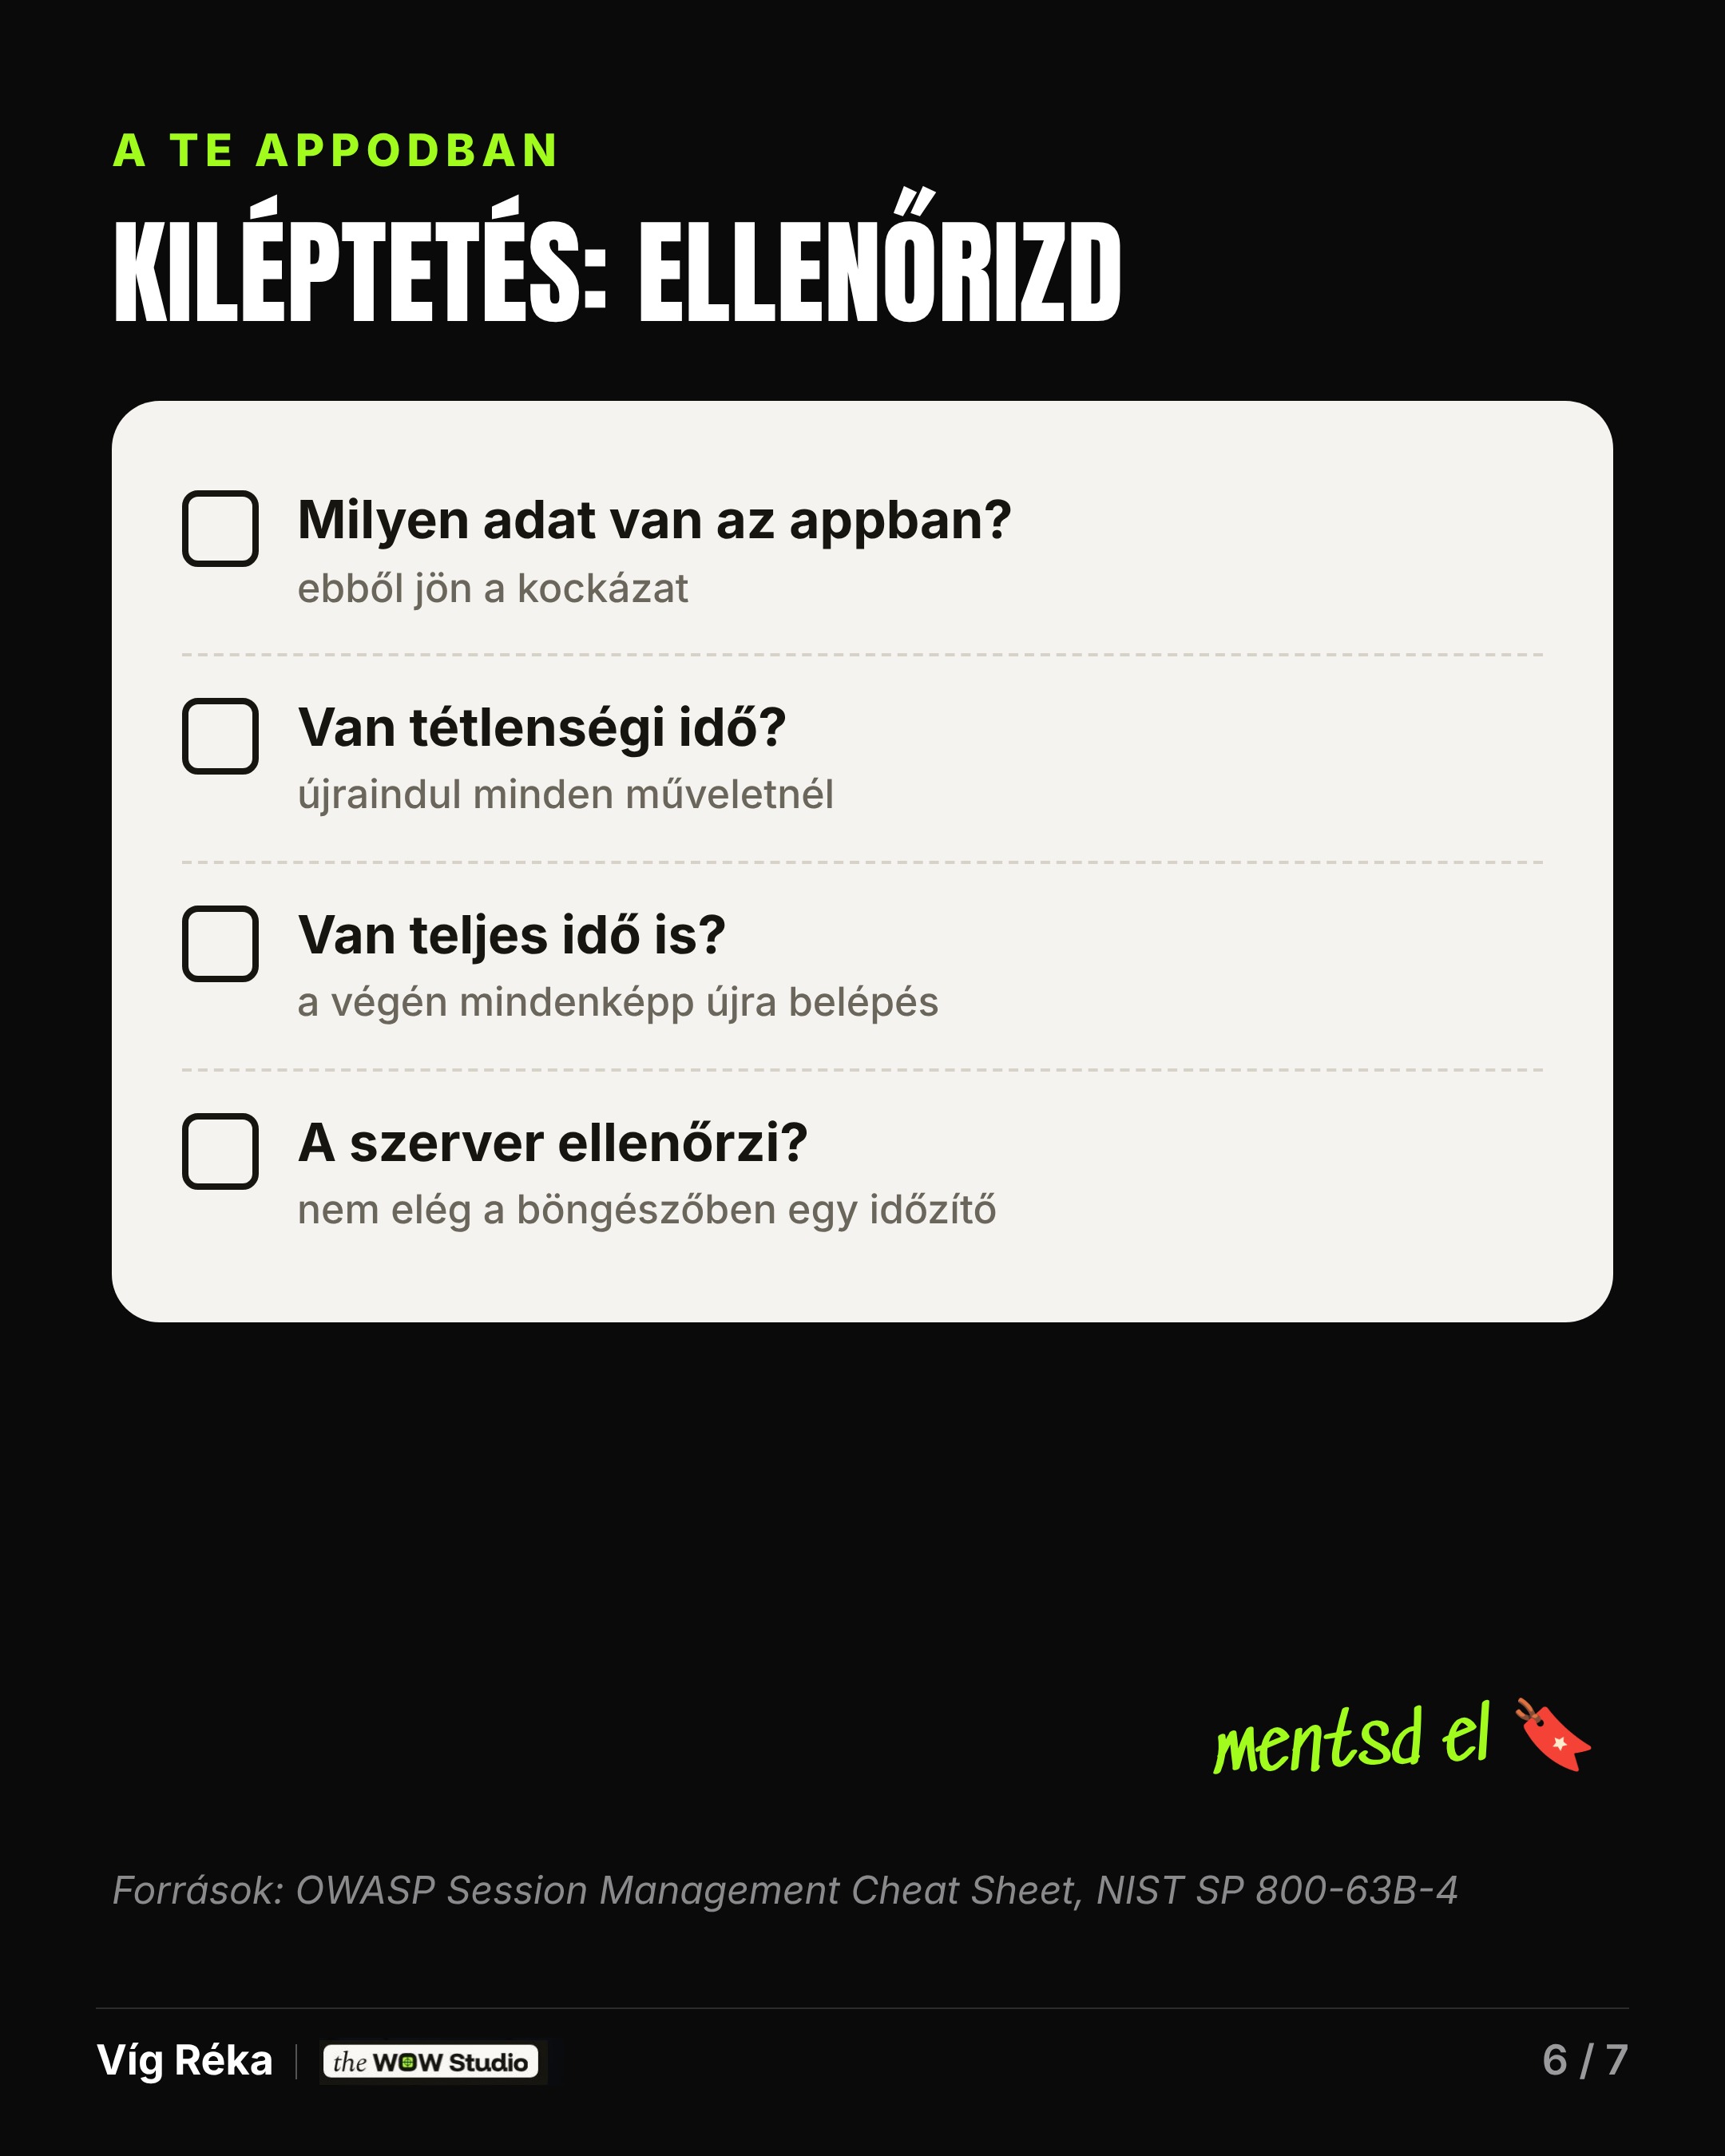 A TE APPODBAN
KILÉPTETÉS: ELLENŐRIZD
Milyen adat van az appban?
ebből jön a kockázat
Van tétlenségi idő?
újraindul minden műveletnél
Van teljes idő is?
a végén mindenképp újra belépés
A szerver ellenőrzi?
nem elég a böngészőben egy időzítő
mentsd el
Források: OWASP Session Management Cheat Sheet, NIST SP 800-63B-4
Víg Réka
the WOW Studio
6 / 7